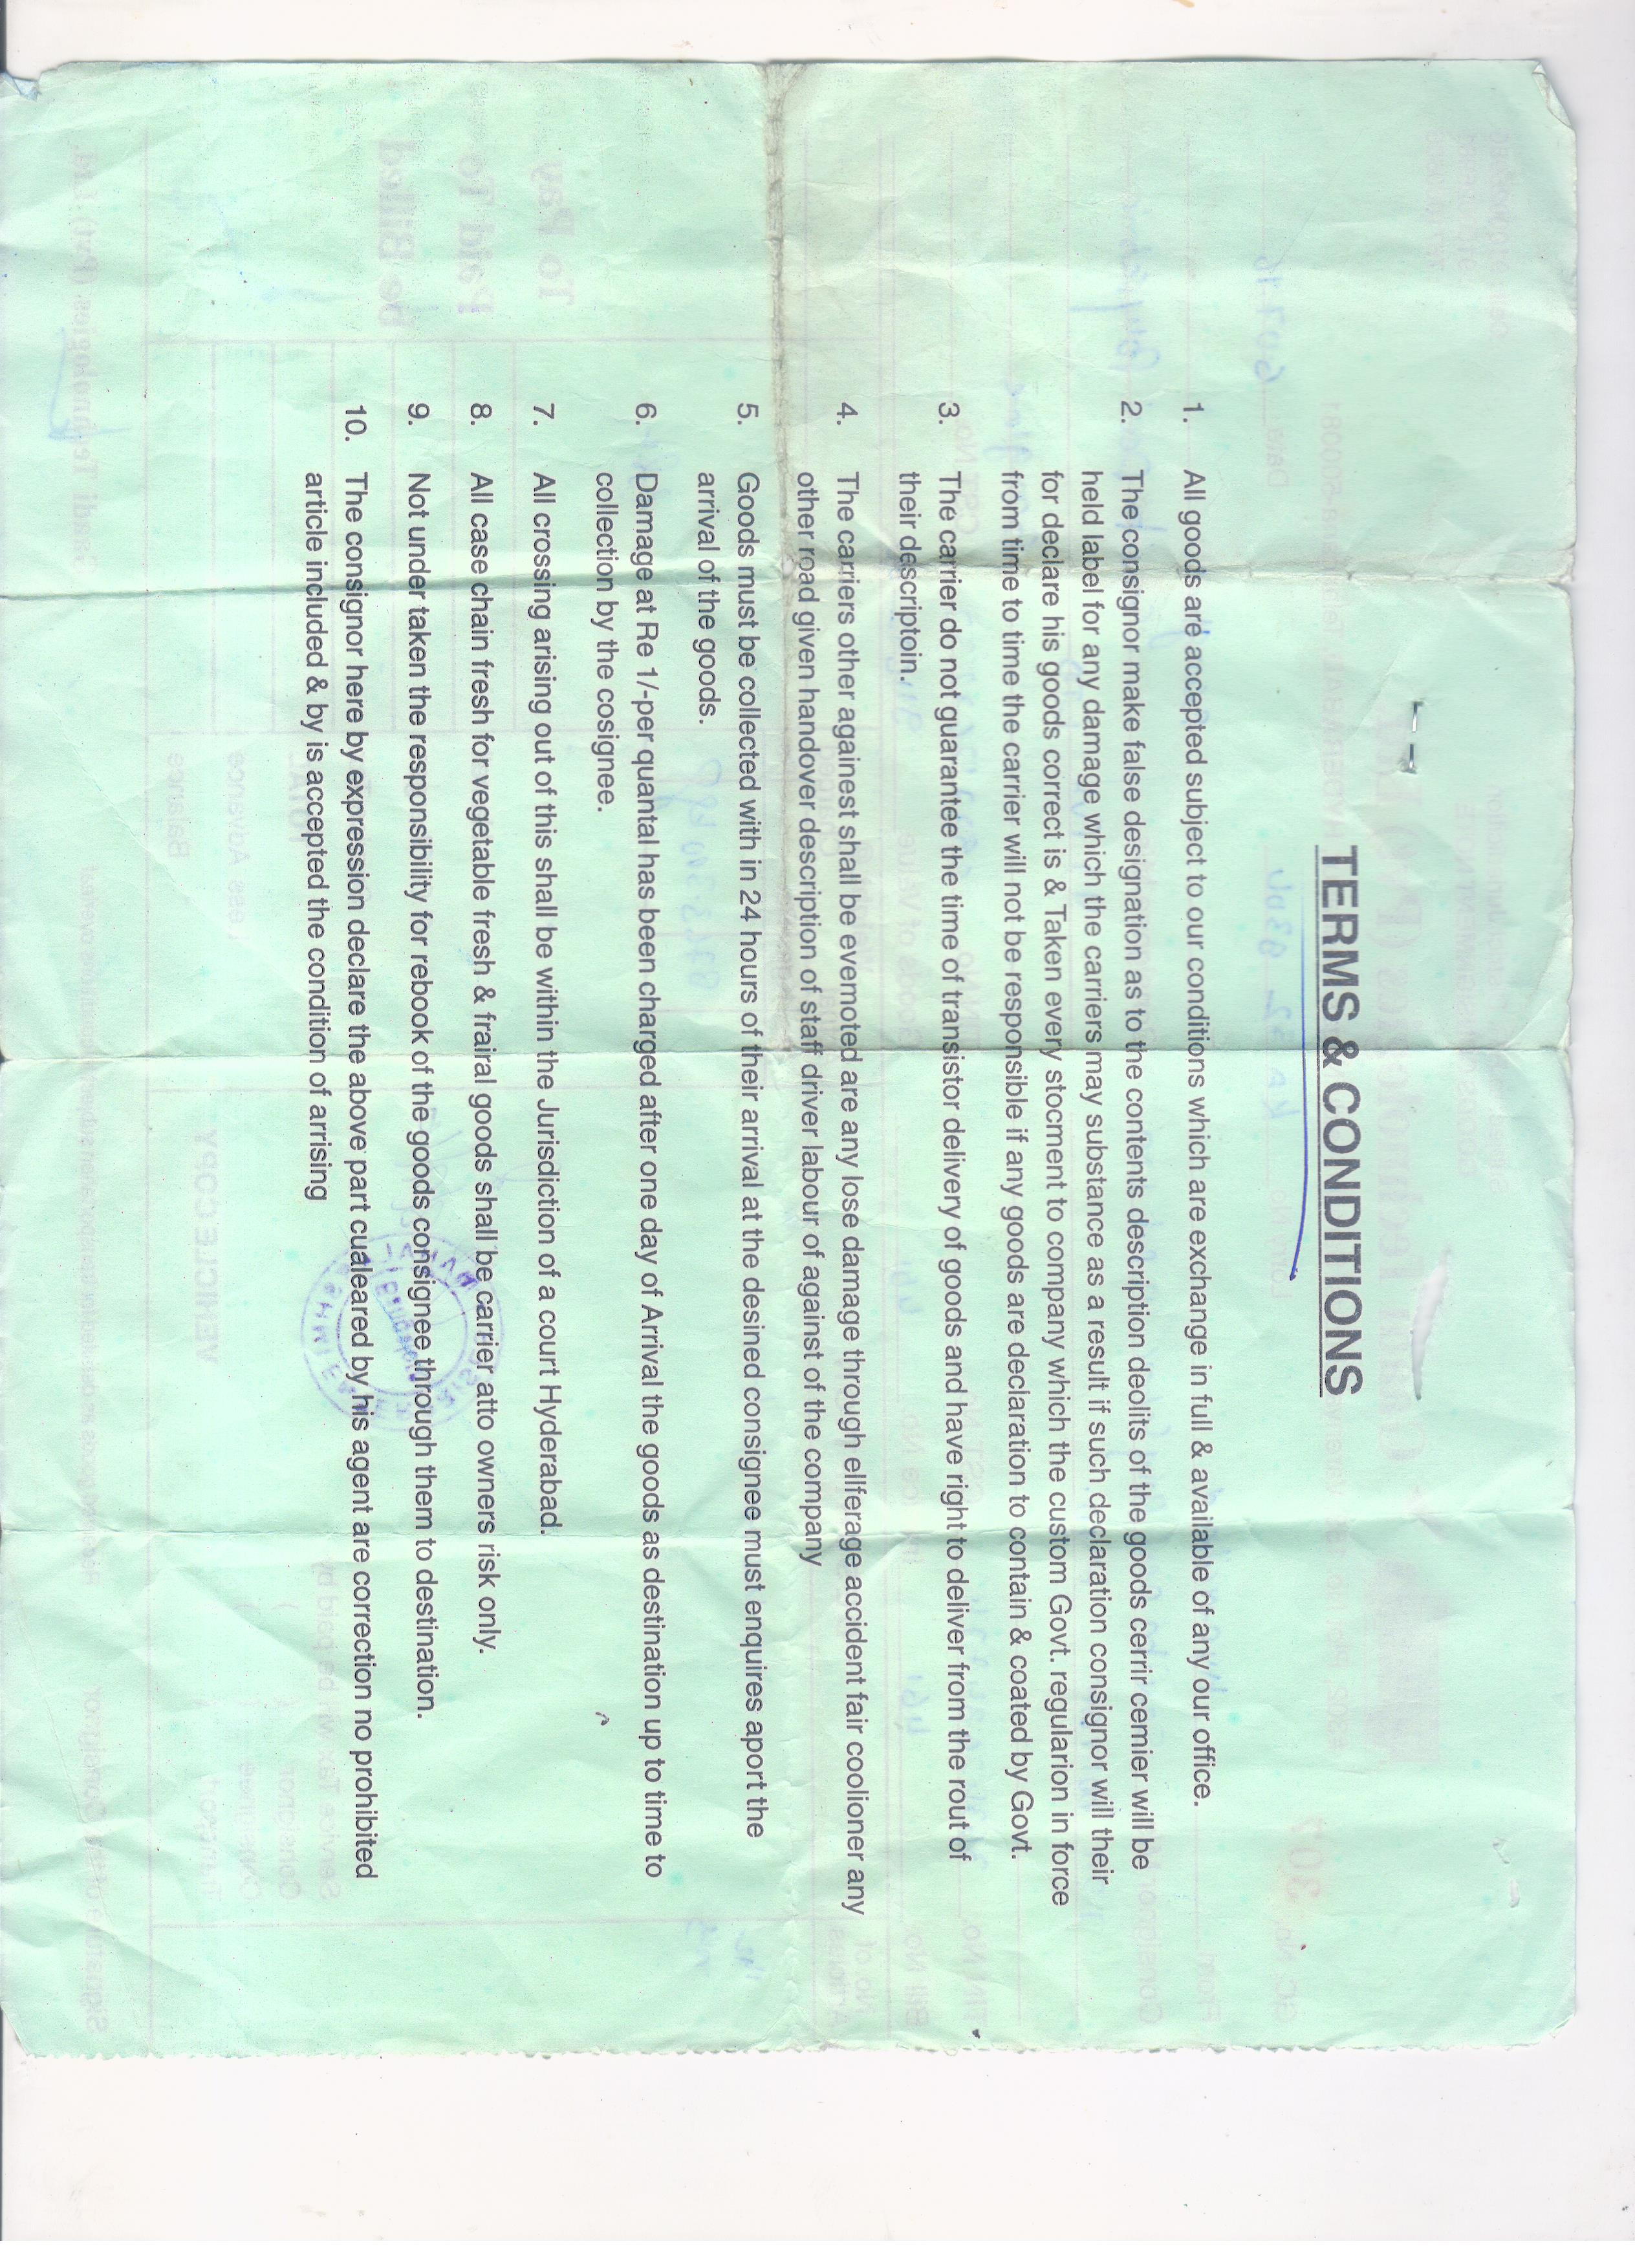 TERMS & CONDITIONS
1. All goods are accepted subject to our conditions which are exchange in full & available of any our office.
2. The consignor make false designation as to the contents description deolits of the goods cerrir cemier will be
held label for any damage which the carriers may substance as a result if such declaration consignor will their
for declare his goods correct is & Taken every stocment to company which the custom Govt. regularion in force
from time to time the carrier will not be responsible if any goods are declaration to contain & coated by Govt.
3. The carrier do not guarantee the time of transistor delivery of goods and have right to deliver from the rout of
their descriptoin.
4. The carriers other againest shall be evemoted are any lose damage through ellferage accident fair coolioner any
other road given handover description of staff driver labour of against of the company
5. Goods must be collected with in 24 hours of their arrival at the desined consignee must enquires aport the
arrival of the goods.
6. Damage at Re 1/-per quantal has been charged after one day of Arrival the goods as destination up to time to
collection by the cosignee.
7. All crossing arising out of this shall be within the Jurisdiction of a court Hyderabad.
8. All case chain fresh for vegetable fresh & frairal goods shall be carrier atto owners risk only.
9. Not under taken the responsibility for rebook of the goods consignee through them to destination.
10. The consignor here by expression declare the above part cualeared by his agent are correction no prohibited
article included & by is accepted the condition of arrising